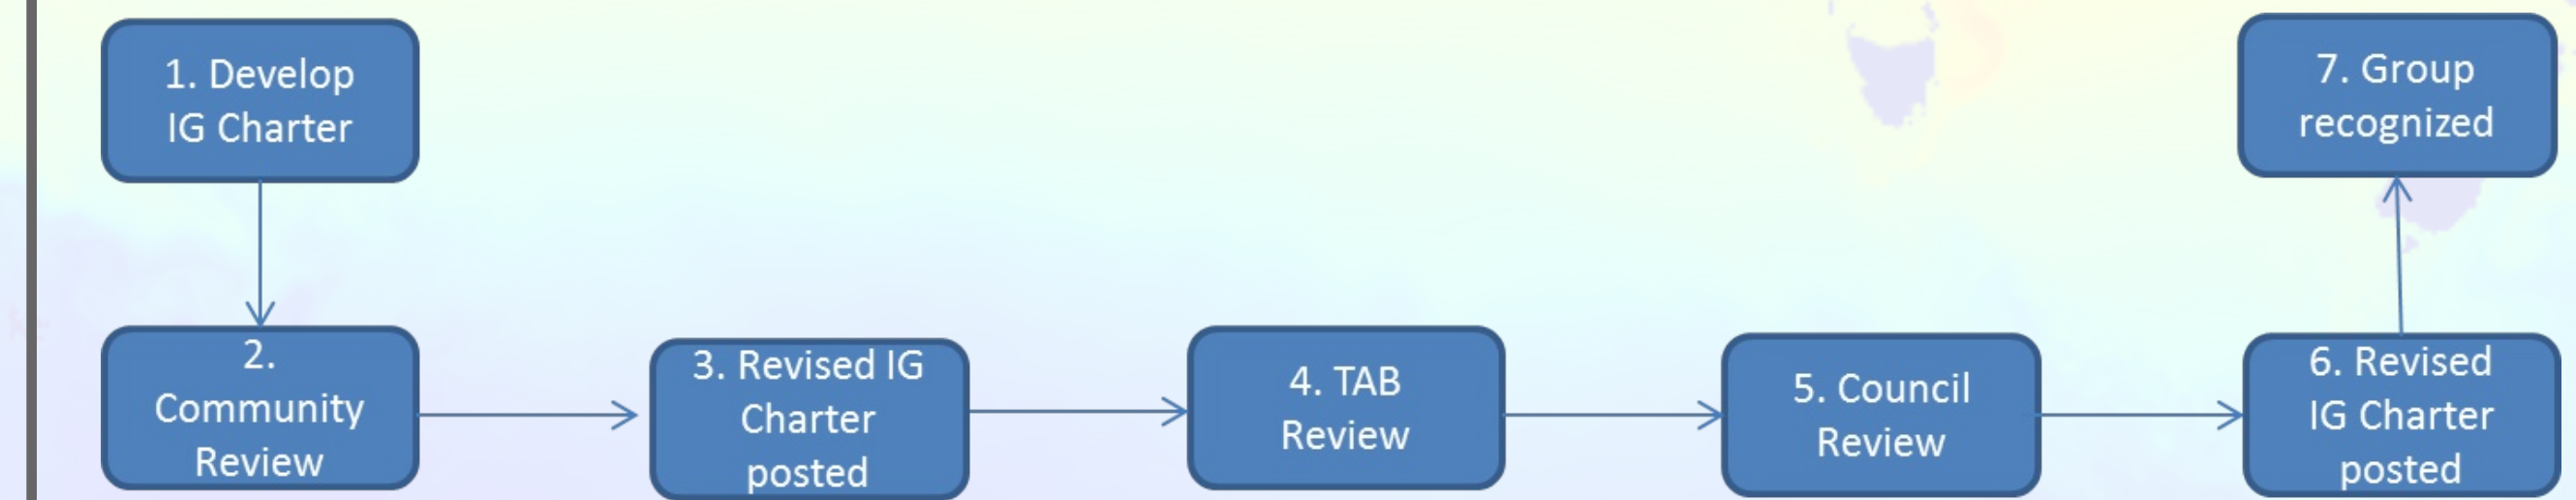 1. Develop
IG Charter
2.
Community
Review
3. Revised IG
Charter
posted
4. TAB
Review
5. Council
Review
6. Revised
IG Charter
posted
7. Group
recognized